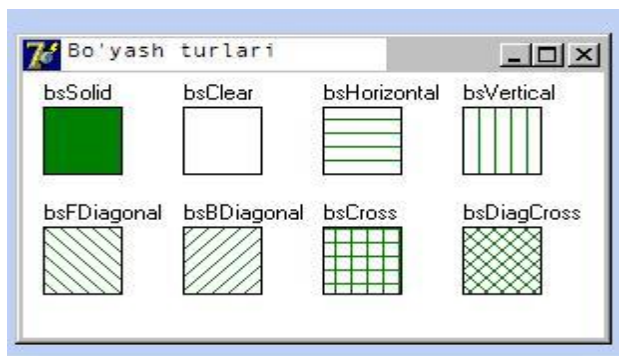 Bo'yash turlari
bsSolid bsClear bsHorizontal bsVertical
bsFDiagonal bsBDiagonal bsCross bsDiagCross